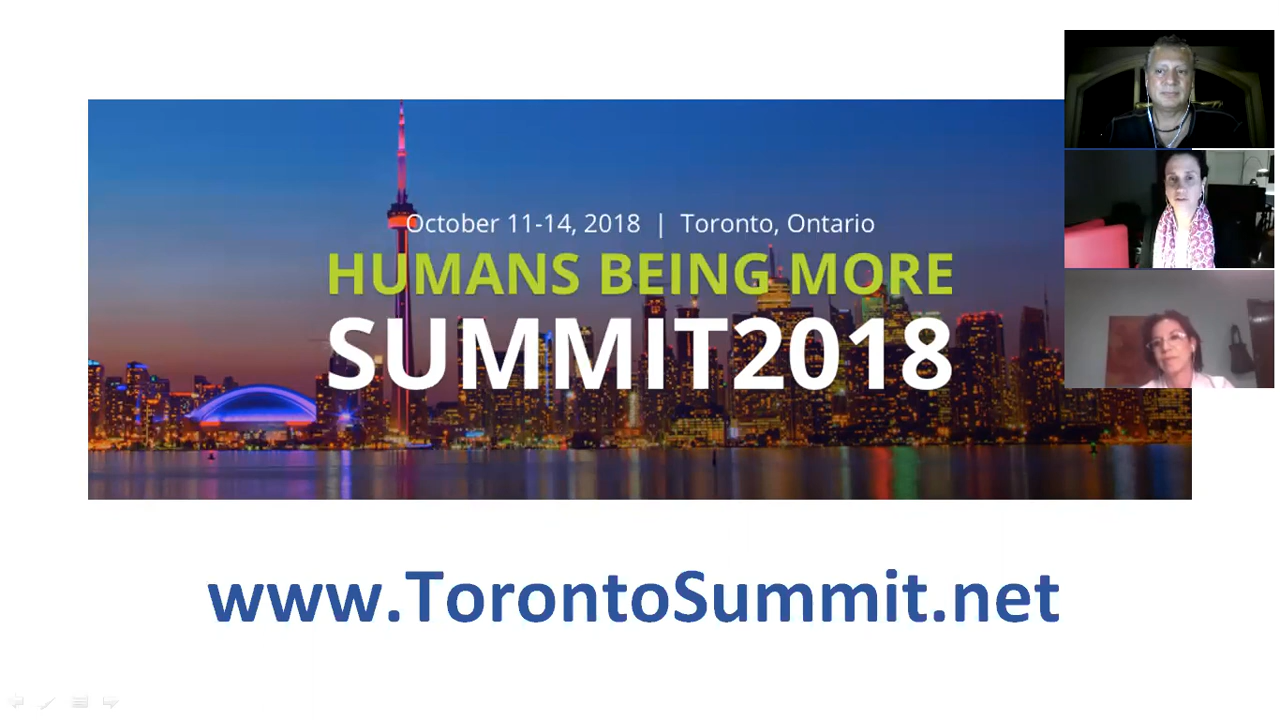 October 11-14, 2018 | Toronto, Ontario
HUMANS BEING MORE
SUMMIT2018
www.TorontoSummit.net